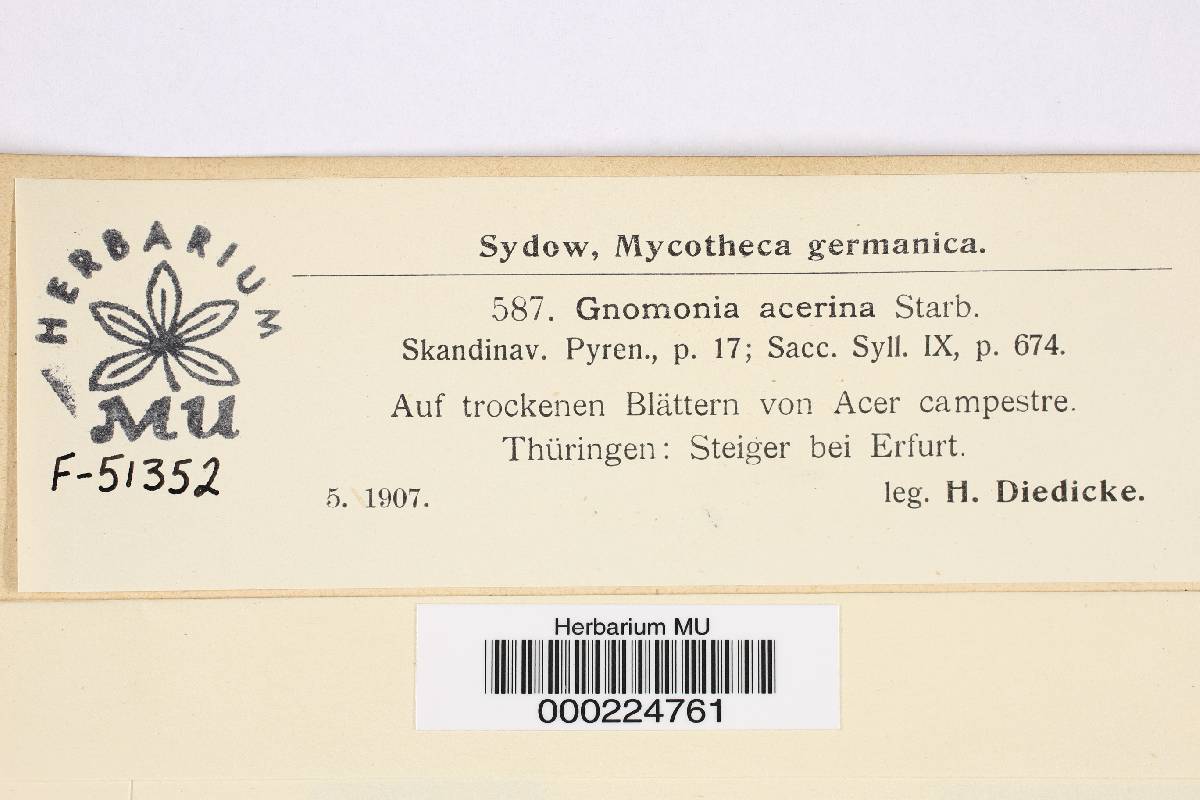 HERBARIUM
MU
F-51352
Sydow, Mycotheca germanica.
587. Gnomonia acerina Starb.
Skandinav. Pyren., p. 17; Sacc. Syll. IX, p. 674.
Auf trockenen Blättern von Acer campestre.
Thüringen: Steiger bei Erfurt.
5. 1907.
leg. H. Diedicke.
Herbarium MU
000224761